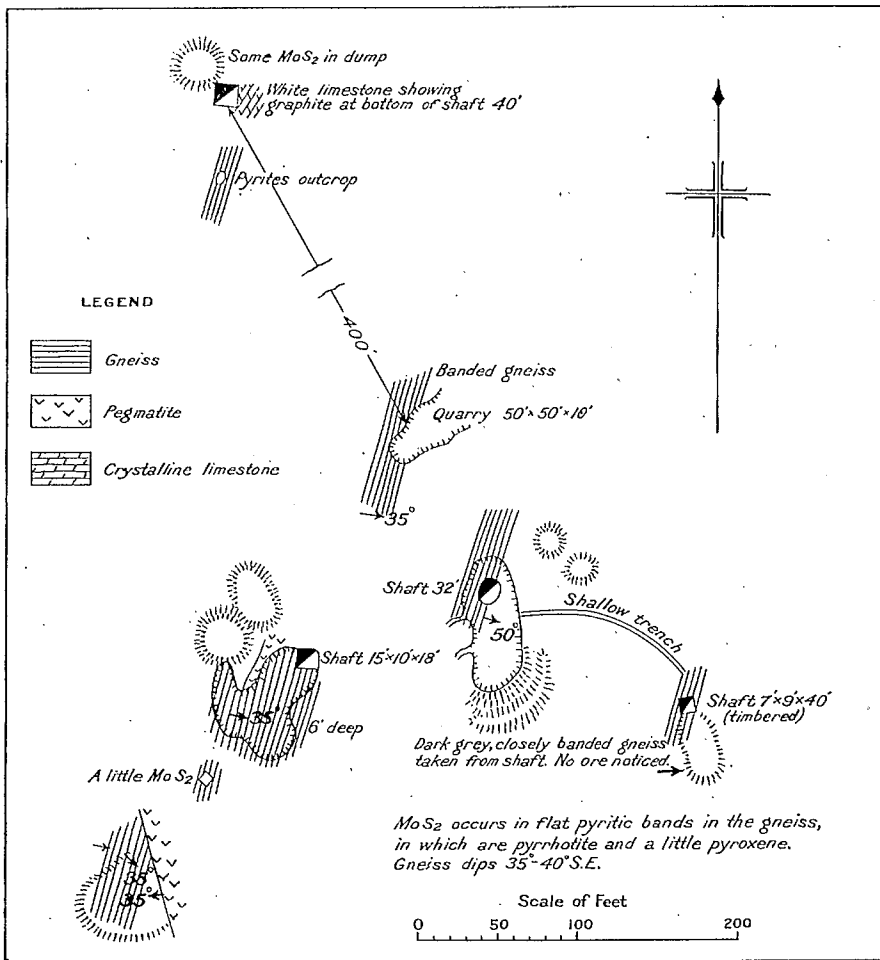 Some MoS2 in dump
White limestone showing
graphite at bottom of shaft 40'
Pyrites outcrop
LEGEND
Gneiss
Pegmatite
Crystalline limestone
400'
Banded gneiss
Quarry 50'×50'×10'
35°
Shaft 32'
50°
Shallow trench
Shaft 15'×10'×18'
35°
6' deep
Shaft 7'×9'×40'
(timbered)
Dark grey, closely banded gneiss
taken from shaft. No ore noticed.
A little MoS2
35°
35°
MoS2 occurs in flat pyritic bands in the gneiss,
in which are pyrrhotite and a little pyroxene.
Gneiss dips 35°-40° S.E.
Scale of Feet
0 50 100 200